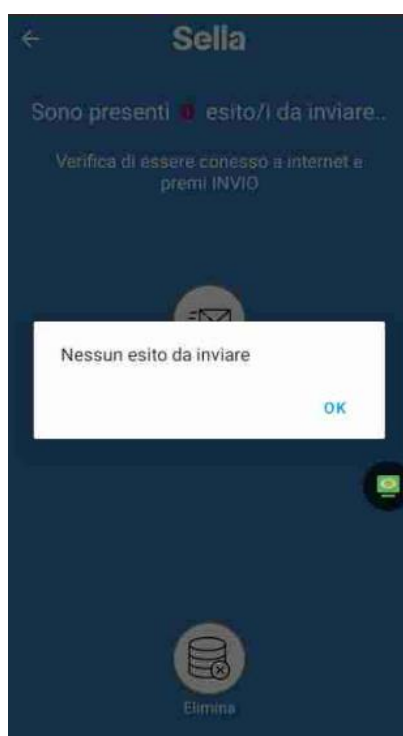 Sella
Sono presenti 0 esito/i da inviare..
Verifica di essere conesso a internet e
premi INVIO
Nessun esito da inviare
OK
Elimina